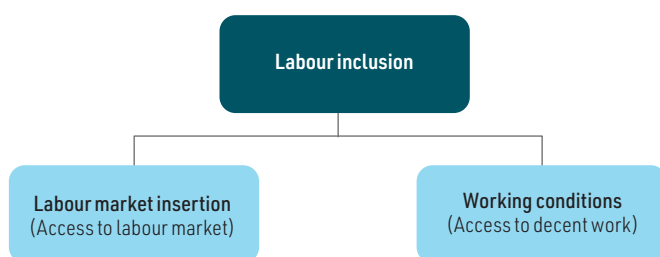 Labour inclusion
Labour market insertion
(Access to labour market)
Working conditions
(Access to decent work)